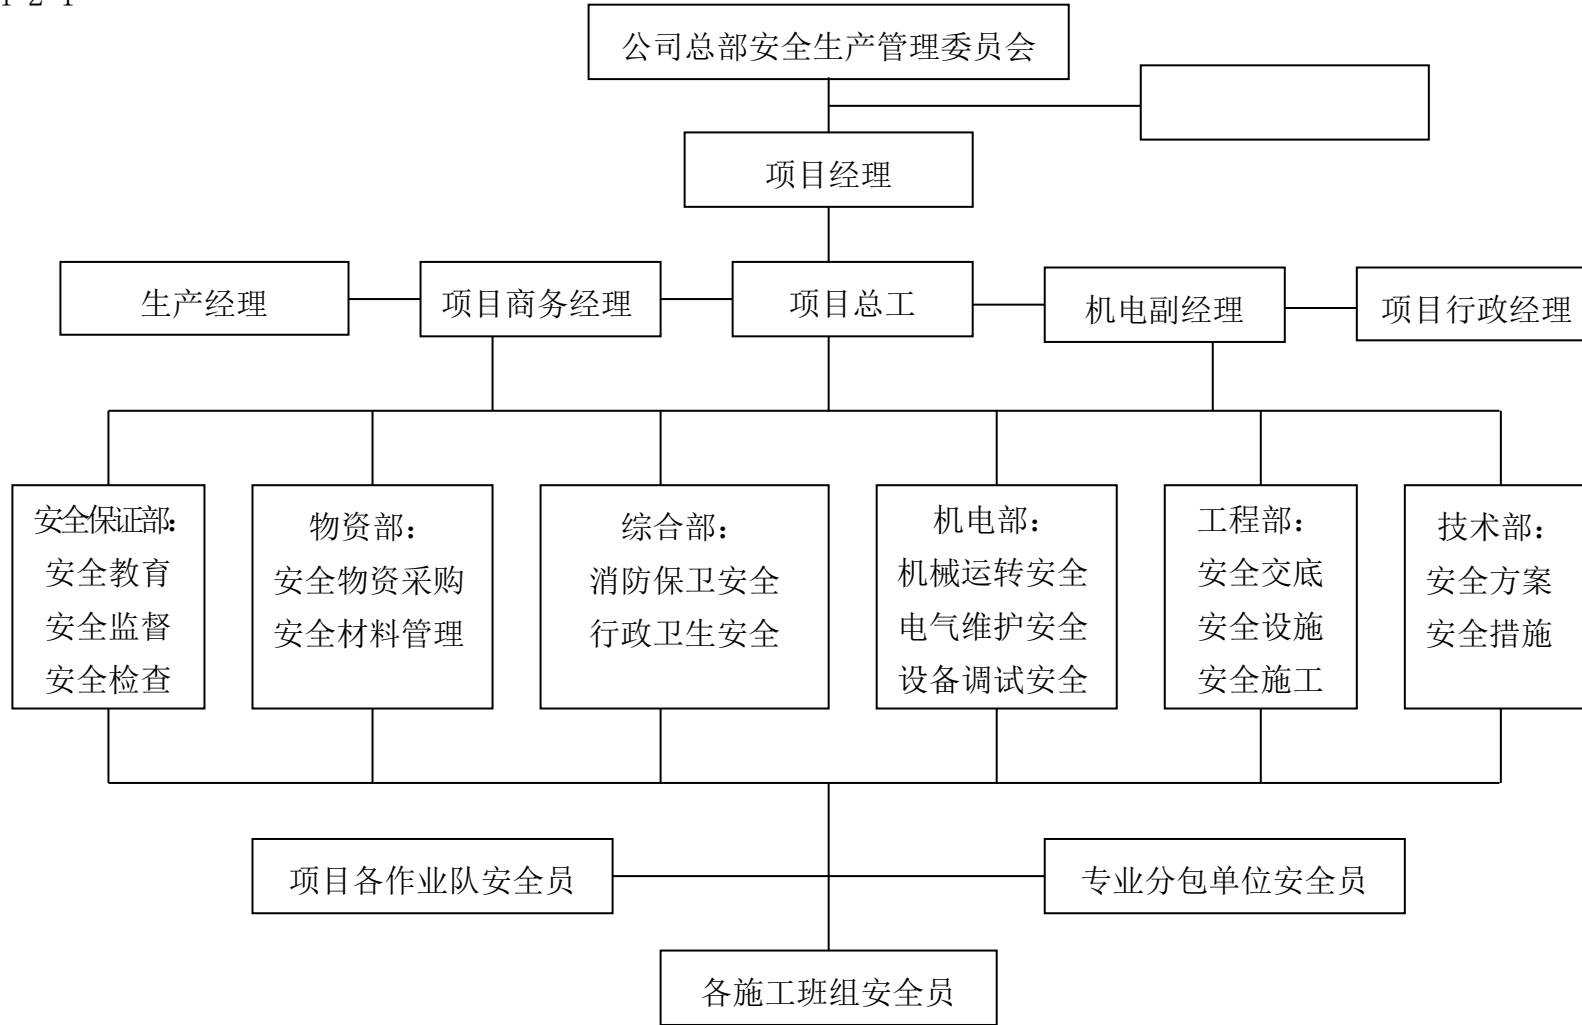 公司总部安全生产管理委员会
项目经理
生产经理
项目商务经理
项目总工
机电副经理
项目行政经理
安全保证部：
安全教育
安全监督
安全检查
物资部：
安全物资采购
安全材料管理
综合部：
消防保卫安全
行政卫生安全
机电部：
机械运转安全
电气维护安全
设备调试安全
工程部：
安全交底
安全设施
安全施工
技术部：
安全方案
安全措施
项目各作业队安全员
专业分包单位安全员
各施工班组安全员